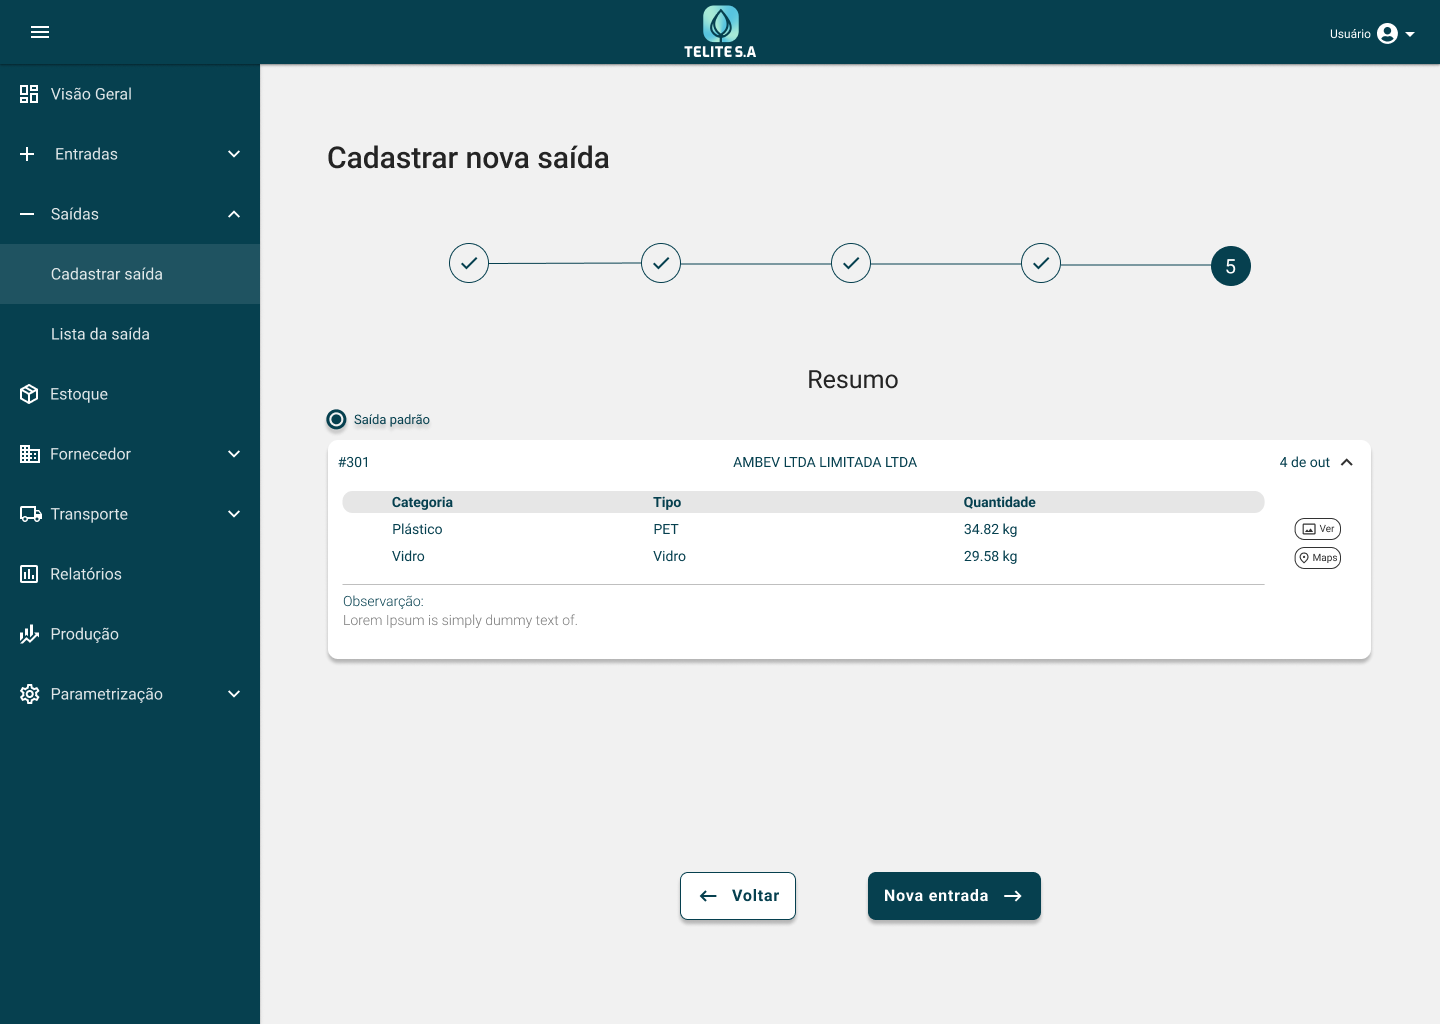 TELITE S.A
Usuário
Visão Geral
Entradas
Saídas
Cadastrar saída
Lista da saída
Estoque
Fornecedor
Transporte
Relatórios
Produção
Parametrização
Cadastrar nova saída
5
Resumo
Saída padrão
#301 AMBEV LTDA LIMITADA LTDA 4 de out
Categoria Tipo Quantidade
Plástico PET 34.82 kg Ver
Vidro Vidro 29.58 kg Maps
Observarção:
Lorem Ipsum is simply dummy text of.
Voltar Nova entrada